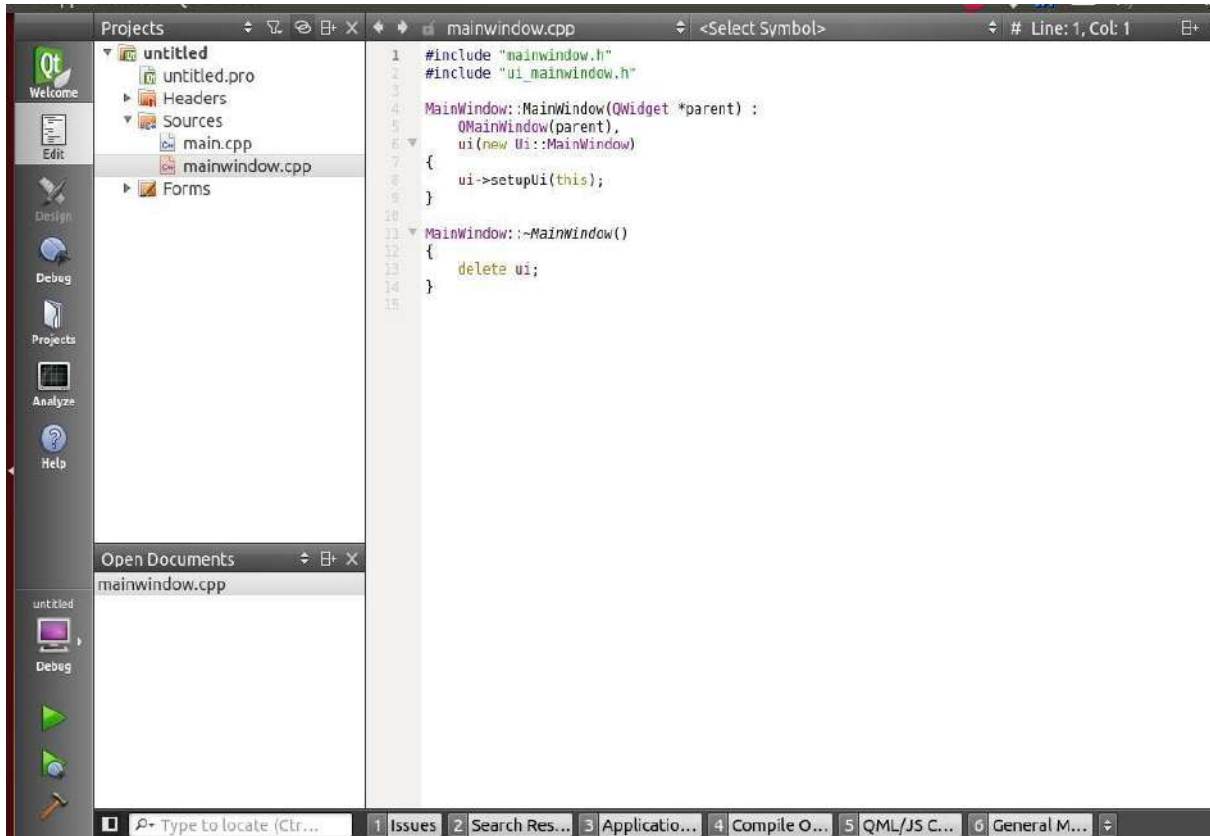 Projects
mainwindow.cpp
<Select Symbol>
# Line: 1, Col: 1
Qt
Welcome
Edit
Design
Debug
Projects
Analyze
Help
untitled
Debug
untitled
untitled.pro
Headers
Sources
main.cpp
mainwindow.cpp
Forms
Open Documents
mainwindow.cpp
1 #include "mainwindow.h"
2 #include "ui_mainwindow.h"
3
4 MainWindow::MainWindow(QWidget *parent) :
5 QMainWindow(parent),
6 ui(new Ui::MainWindow)
7 {
8 ui->setupUi(this);
9 }
10
11 MainWindow::~MainWindow()
12 {
13 delete ui;
14 }
15
Type to locate (Ctr...
1 Issues
2 Search Res...
3 Applicatio...
4 Compile O...
5 QML/JS C...
6 General M...